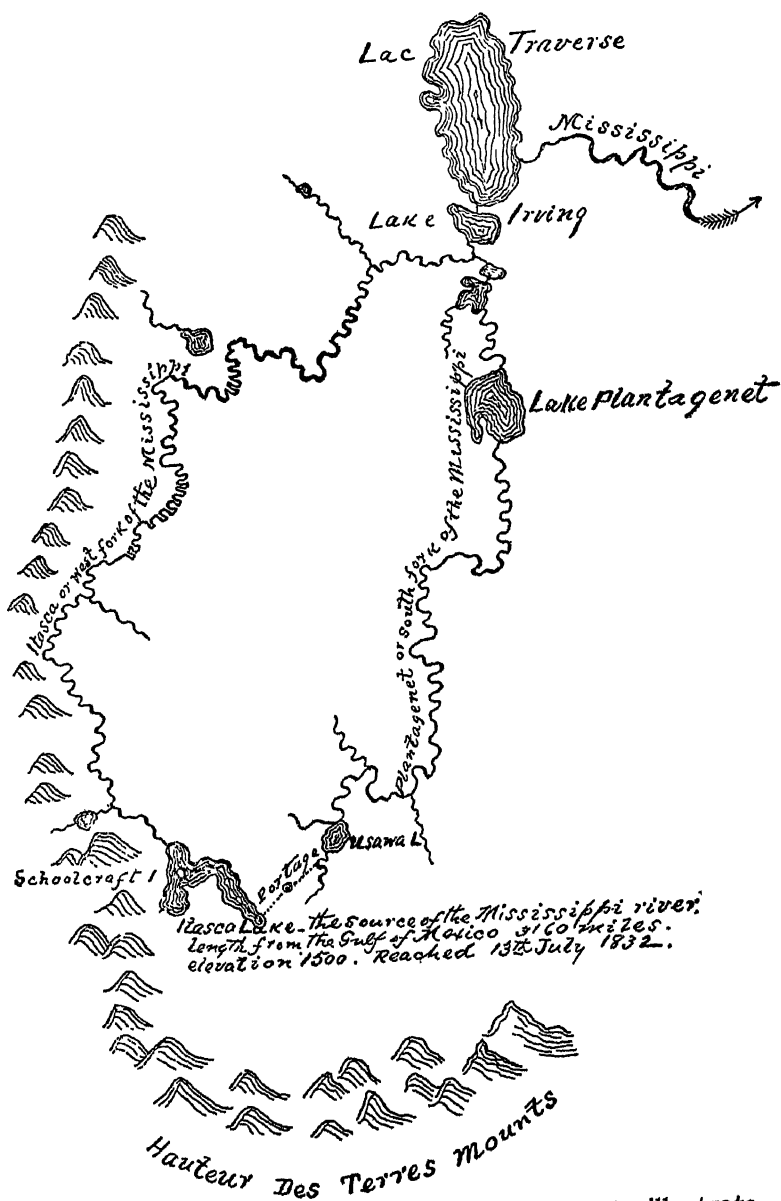 Lac Traverse
Mississippi
Lake Irving
Lake Plantagenet
Itasca or West fork of the Mississippi
Plantagenet or South fork of the Mississippi
Usawa L
Portage
Schoolcraft I
Itasca Lake - the source of the Mississippi river.
length from the Gulf of Mexico 3160 miles.
elevation 1500. Reached 13th July 1832.
Hauteur Des Terres Mounts